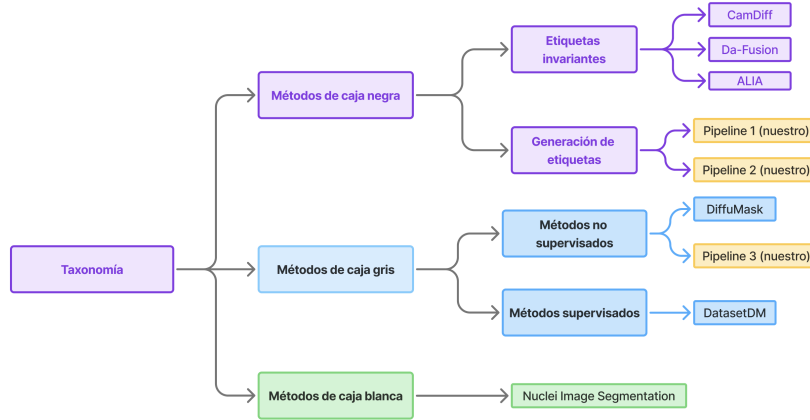 CamDiff
Etiquetas
invariantes
Da-Fusion
ALIA
Métodos de caja negra
Pipeline 1 (nuestro)
Generación de
etiquetas
Pipeline 2 (nuestro)
DiffuMask
Métodos no
supervisados
Pipeline 3 (nuestro)
Taxonomía
Métodos de caja gris
Métodos supervisados
DatasetDM
Métodos de caja blanca
Nuclei Image Segmentation